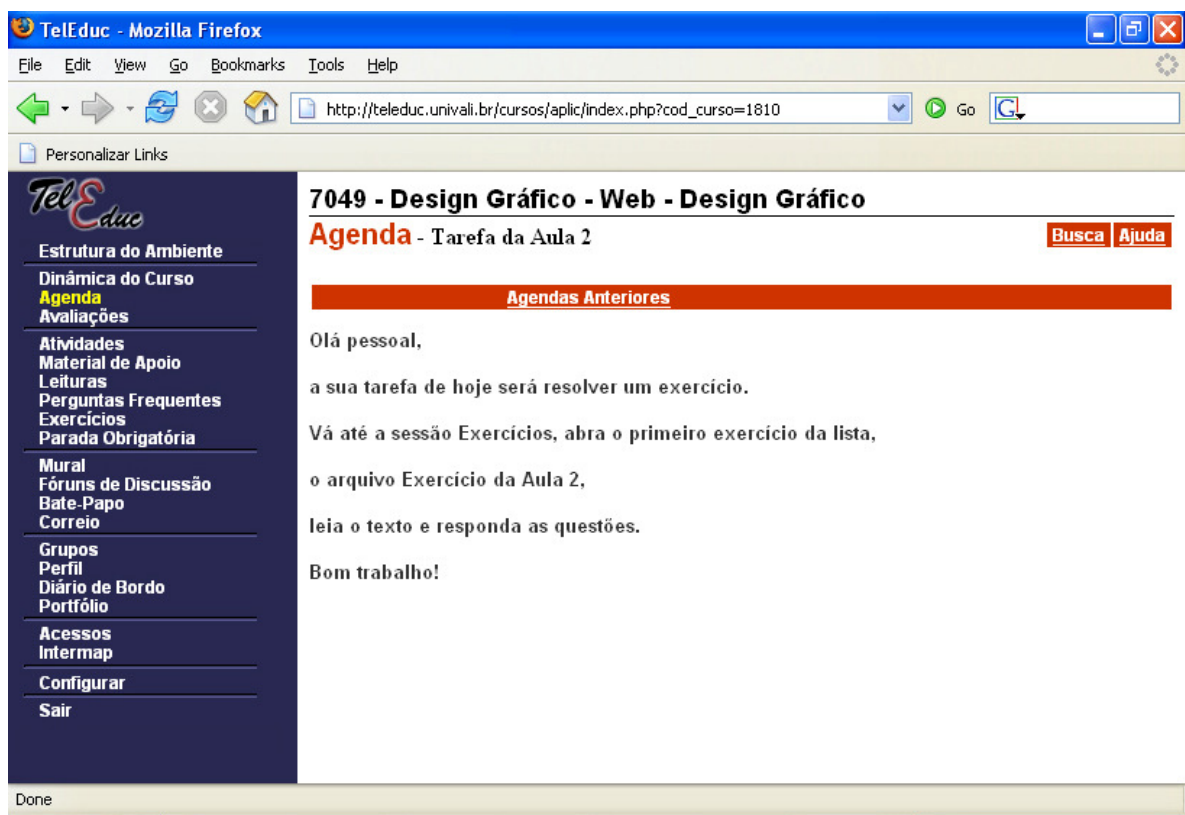 TelEduc - Mozilla Firefox
File Edit View Go Bookmarks Tools Help
http://teleduc.univali.br/cursos/aplic/index.php?cod_curso=1810 Go G
Personalizar Links
TelEduc
Estrutura do Ambiente
Dinâmica do Curso
Agenda
Avaliações
Atividades
Material de Apoio
Leituras
Perguntas Frequentes
Exercícios
Parada Obrigatória
Mural
Fóruns de Discussão
Bate-Papo
Correio
Grupos
Perfil
Diário de Bordo
Portfólio
Acessos
Intermap
Configurar
Sair
7049 - Design Gráfico - Web - Design Gráfico
Agenda - Tarefa da Aula 2
Busca Ajuda
Agendas Anteriores
Olá pessoal,
a sua tarefa de hoje será resolver um exercício.
Vá até a sessão Exercícios, abra o primeiro exercício da lista,
o arquivo Exercício da Aula 2,
leia o texto e responda as questões.
Bom trabalho!
Done